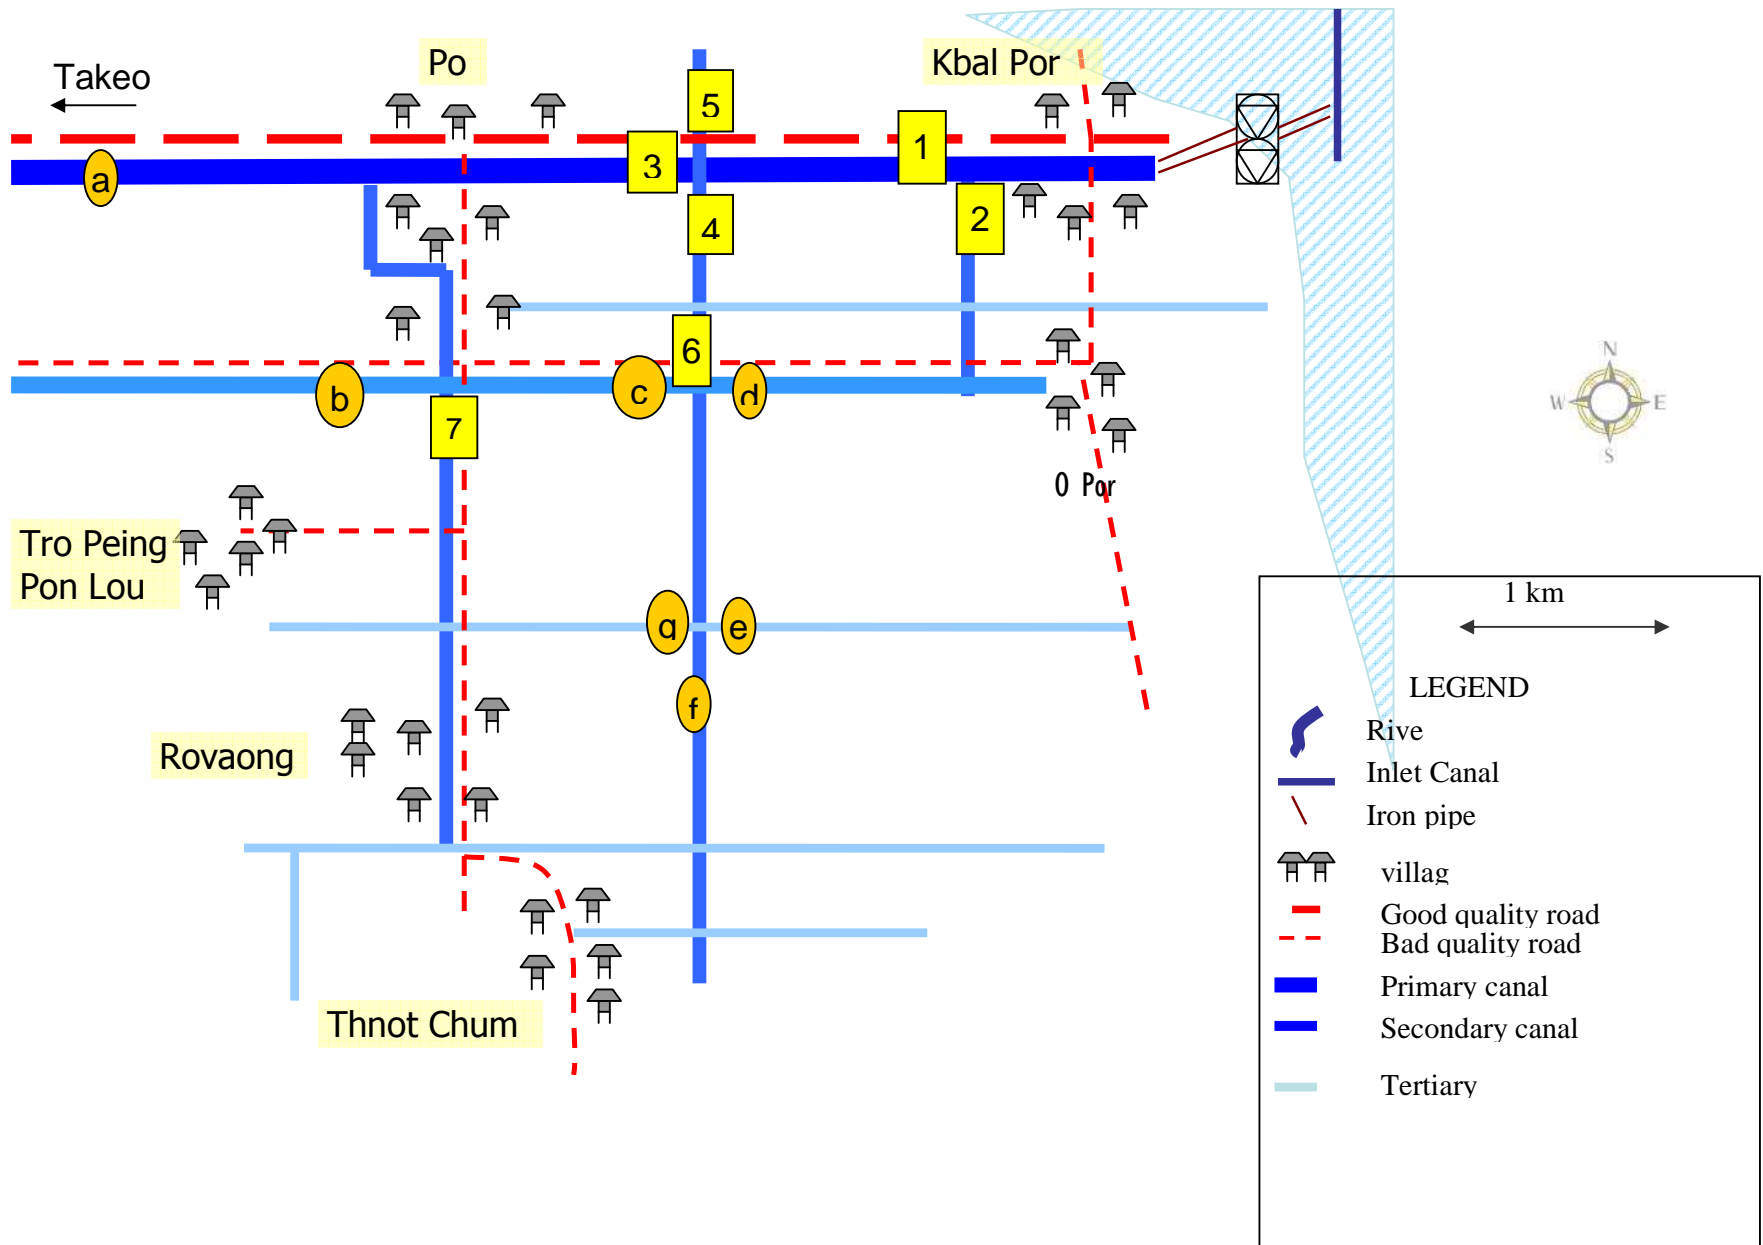 Takeo
Po
Kbal Por
5
1
3
a
4
2
6
b
c
d
7
N
W E
S
O Por
Tro Peing
Pon Lou
g
e
f
Rovaong
Thnot Chum
1 km
LEGEND
Rive
Inlet Canal
Iron pipe
villag
Good quality road
Bad quality road
Primary canal
Secondary canal
Tertiary